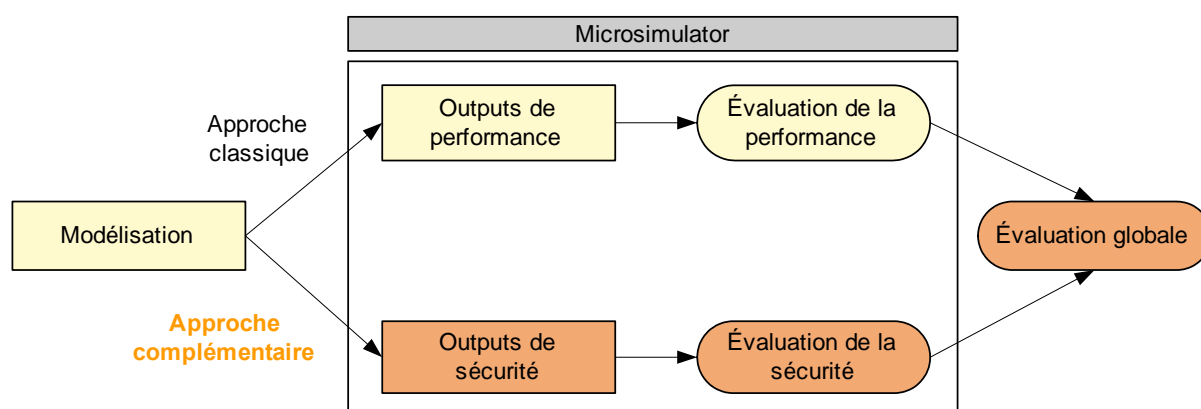 Microsimulator
Approche
classique
Outputs de
performance
Évaluation de la
performance
Modélisation
Évaluation globale
Approche
complémentaire
Outputs de
sécurité
Évaluation de la
sécurité